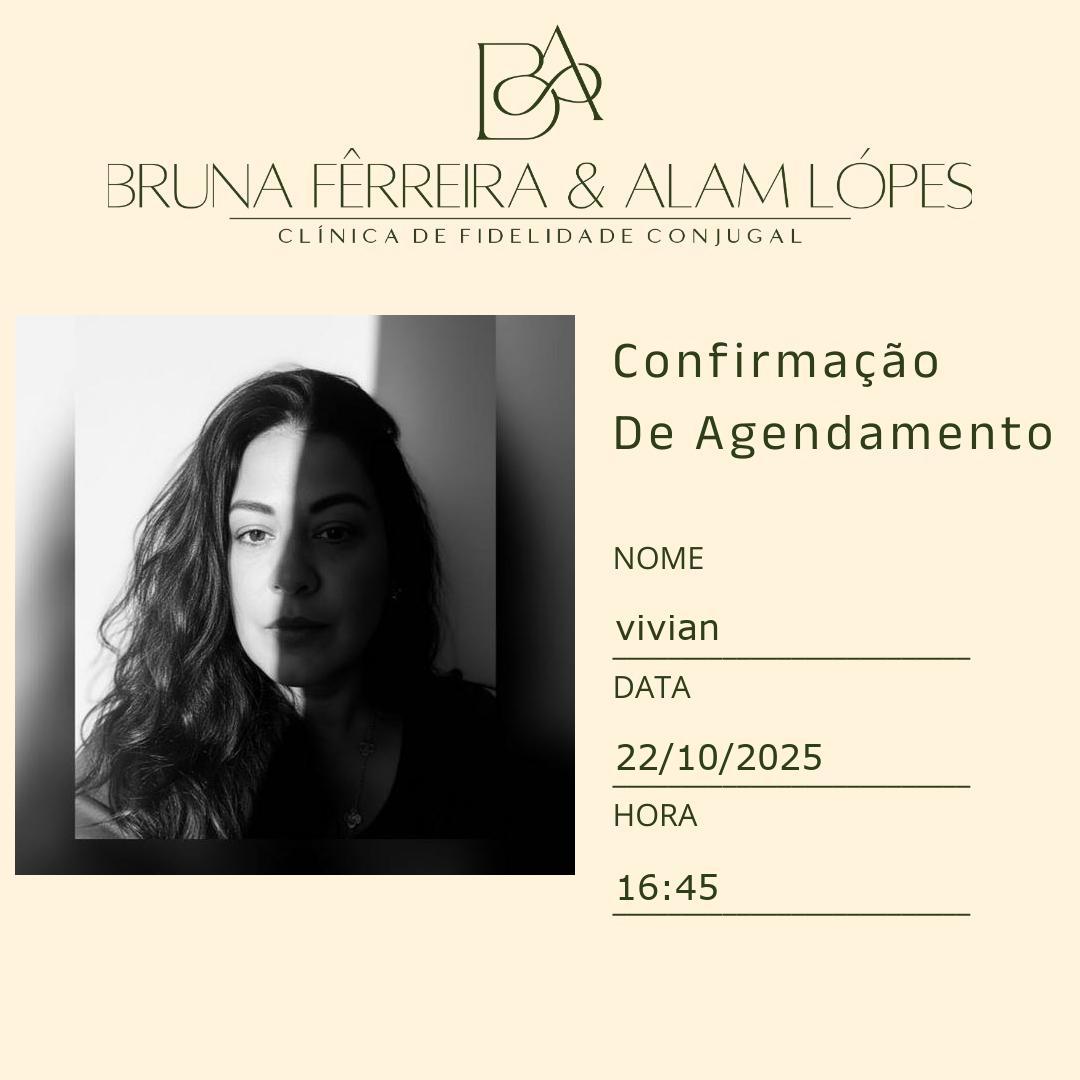 BA
BRUNA FÊRREIRA & ALAM LÓPES
CLÍNICA DE FIDELIDADE CONJUGAL
Confirmação
De Agendamento
NOME
vivian
DATA
22/10/2025
HORA
16:45